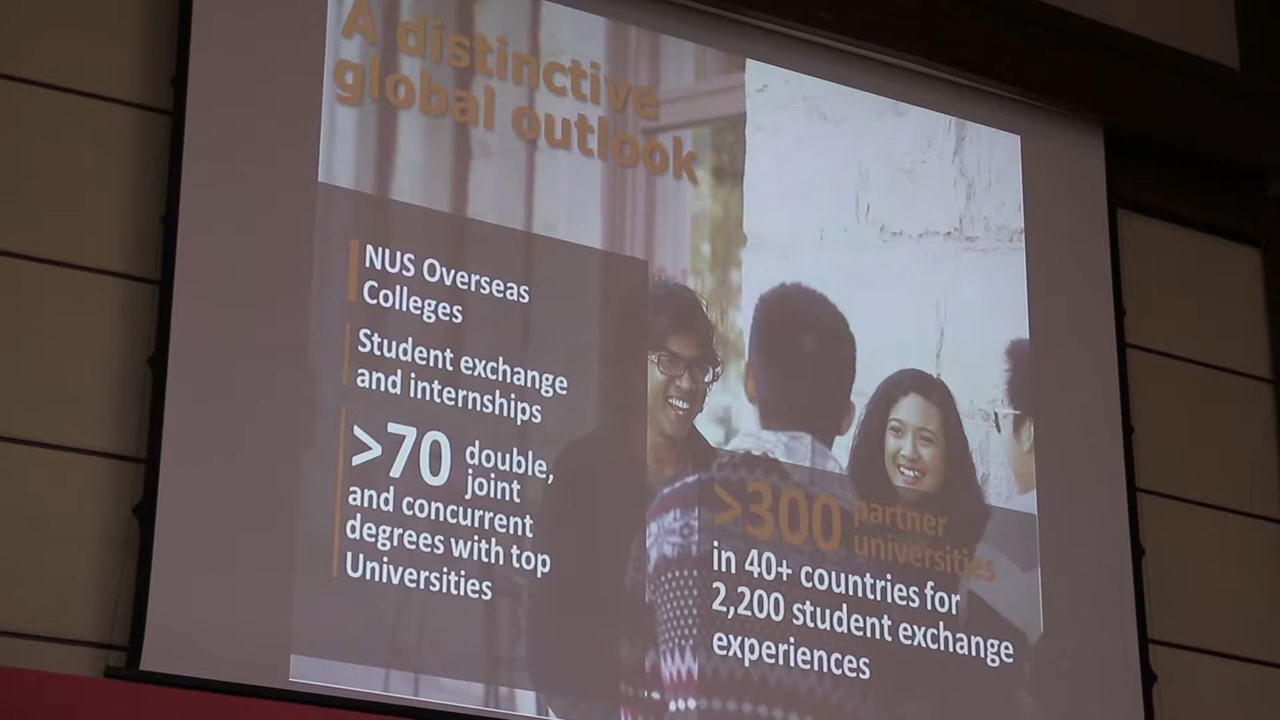 A distinctive
global outlook
NUS Overseas
Colleges
Student exchange
and internships
>70 double,
joint
and concurrent
degrees with top
Universities
>300 partner
universities
in 40+ countries for
2,200 student exchange
experiences